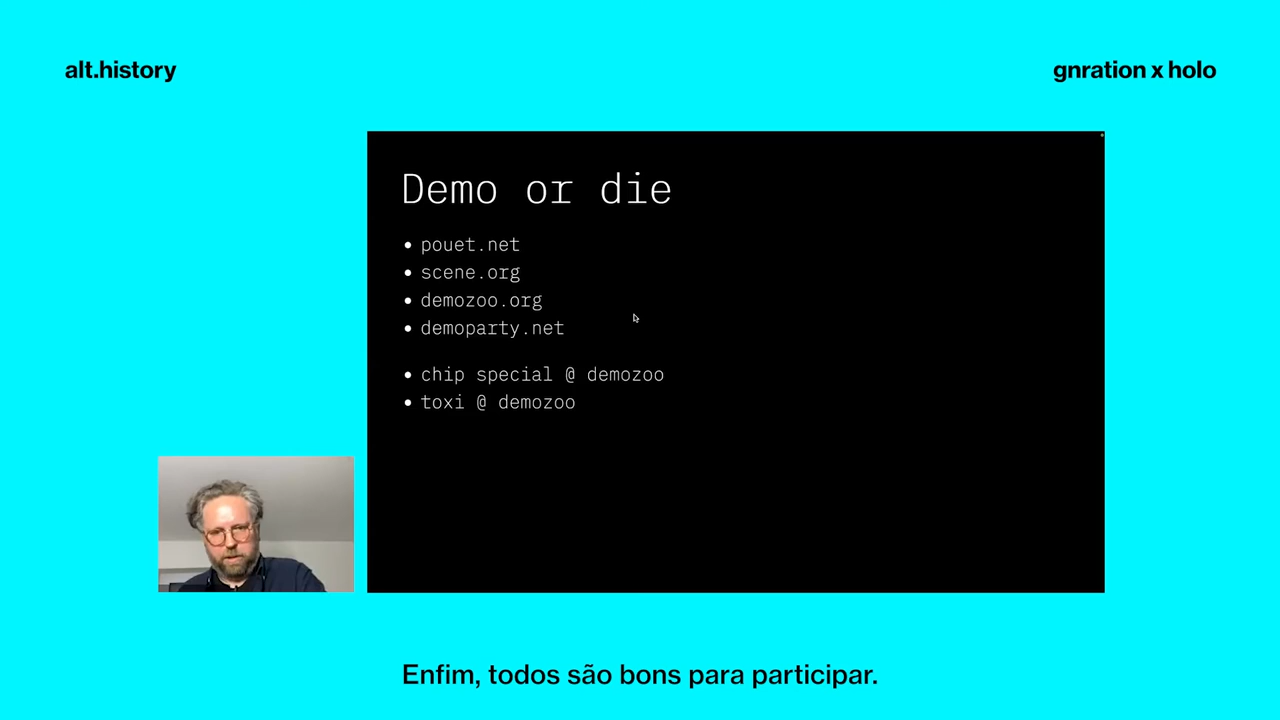 alt.history
gnration x holo
Demo or die
• pouet.net
• scene.org
• demozoo.org
• demoparty.net
• chip special @ demozoo
• toxi @ demozoo
Enfim, todos são bons para participar.